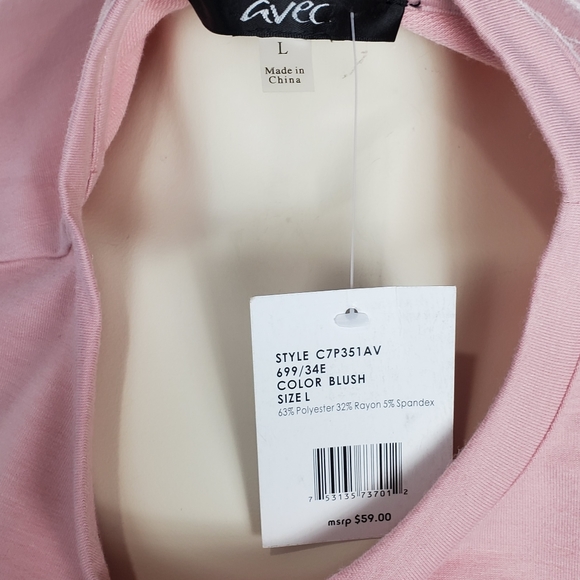 avec
L
Made in
China
STYLE C7P351AV
699/34E
COLOR BLUSH
SIZE L
63% Polyester 32% Rayon 5% Spandex
7 53135 73701 2
msrp $59.00